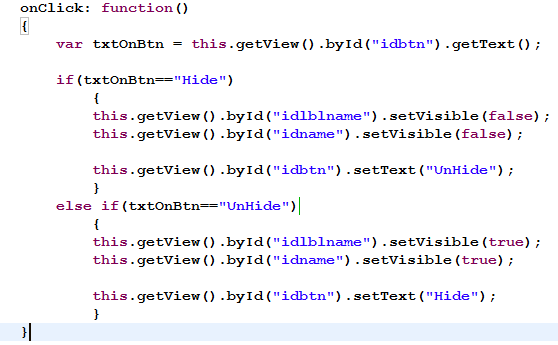 onClick: function()
{
var txtOnBtn = this.getView().byId("idbtn").getText();
if(txtOnBtn=="Hide")
{
this.getView().byId("idlblname").setVisible(false);
this.getView().byId("idname").setVisible(false);
this.getView().byId("idbtn").setText("UnHide");
}
else if(txtOnBtn=="UnHide")
{
this.getView().byId("idlblname").setVisible(true);
this.getView().byId("idname").setVisible(true);
this.getView().byId("idbtn").setText("Hide");
}
}